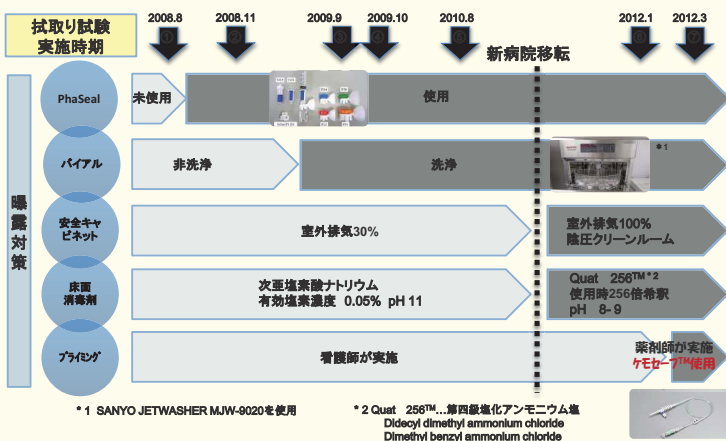 拭取り試験
実施時期
2008.8
2008.11
2009.9
2009.10
2010.8
2012.1
2012.3
①
②
③
④
⑤
⑥
⑦
新病院移転
曝露対策
PhaSeal
未使用
使用
バイアル
非洗浄
洗浄
*1
安全キャ
ビネット
室外排気30%
室外排気100%
陰圧クリーンルーム
床面
消毒剤
次亜塩素酸ナトリウム
有効塩素濃度 0.05% pH 11
Quat 256™*2
使用時256倍希釈
pH 8-9
プライミング
看護師が実施
薬剤師が実施
ケモセーフ™使用
*1 SANYO JETWASHER MJW-9020を使用
*2 Quat 256™…第四級塩化アンモニウム塩
Didecyl dimethyl ammonium chloride
Dimethyl benzyl ammonium chloride